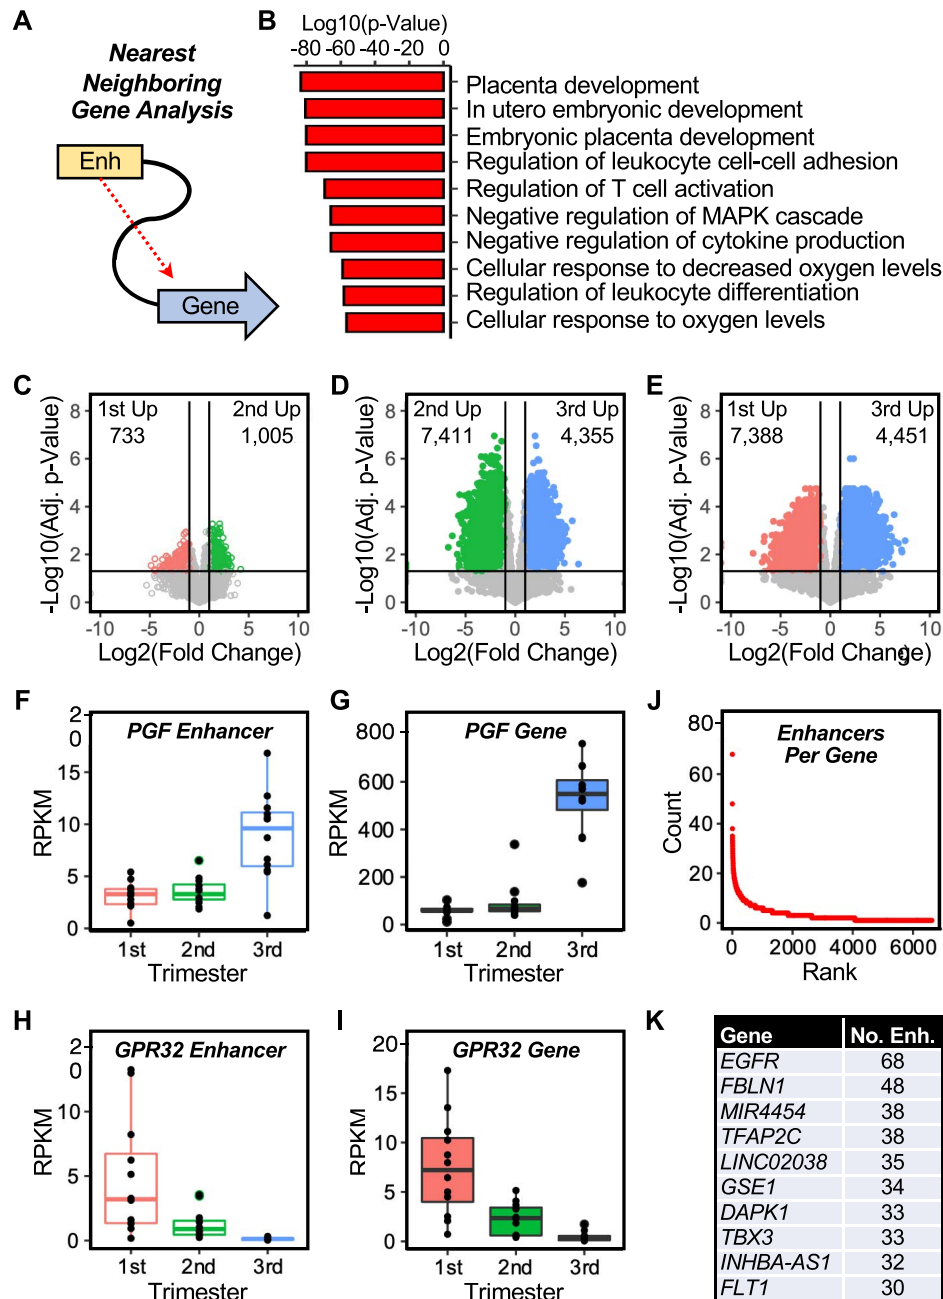 A
Nearest
Neighboring
Gene Analysis
Enh
Gene
B
Log10(p-Value)
-80 -60 -40 -20 0
Placenta development
In utero embryonic development
Embryonic placenta development
Regulation of leukocyte cell-cell adhesion
Regulation of T cell activation
Negative regulation of MAPK cascade
Negative regulation of cytokine production
Cellular response to decreased oxygen levels
Regulation of leukocyte differentiation
Cellular response to oxygen levels
C
-Log10(Adj. p-Value)
8
6
4
2
0
1st Up
733
2nd Up
1,005
-10 -5 0 5 10
Log2(Fold Change)
D
-Log10(Adj. p-Value)
8
6
4
2
0
2nd Up
7,411
3rd Up
4,355
-10 -5 0 5 10
Log2(Fold Change)
E
-Log10(Adj. p-Value)
8
6
4
2
0
1st Up
7,388
3rd Up
4,451
-10 -5 0 5 10
Log2(Fold Change)
F
PGF Enhancer
RPKM
2
0
15
10
5
0
1st 2nd 3rd
Trimester
G
PGF Gene
RPKM
800
600
400
200
0
1st 2nd 3rd
Trimester
J
Enhancers
Per Gene
Count
80
60
40
20
0
0 2000 4000 6000
Rank
H
GPR32 Enhancer
RPKM
2
0
10
5
0
1st 2nd 3rd
Trimester
I
GPR32 Gene
RPKM
20
15
10
5
0
1st 2nd 3rd
Trimester
K
Gene No. Enh.
EGFR 68
FBLN1 48
MIR4454 38
TFAP2C 38
LINC02038 35
GSE1 34
DAPK1 33
TBX3 33
INHBA-AS1 32
FLT1 30